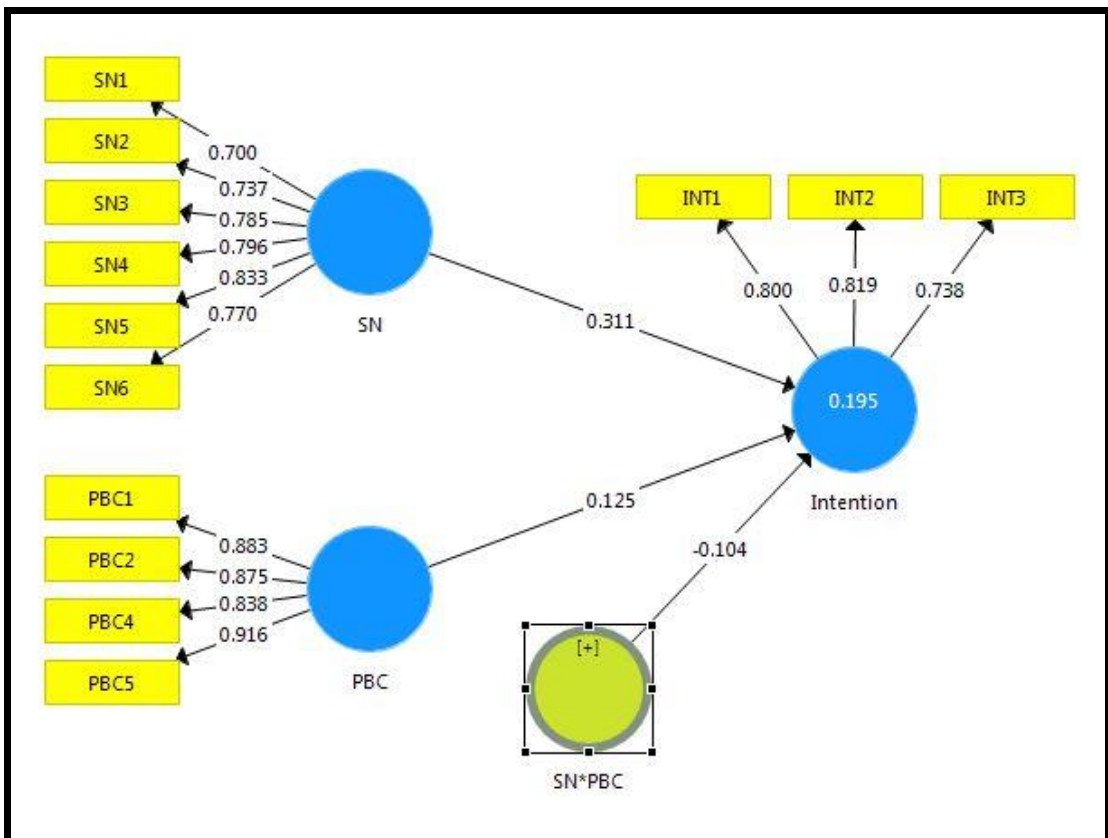 SN1
SN2
SN3
SN4
SN5
SN6
0.700
0.737
0.785
0.796
0.833
0.770
SN
INT1 INT2 INT3
0.800 0.819 0.738
0.311
0.195
Intention
PBC1
PBC2
PBC4
PBC5
0.883
0.875
0.838
0.916
PBC
0.125
-0.104
[+]
SN*PBC